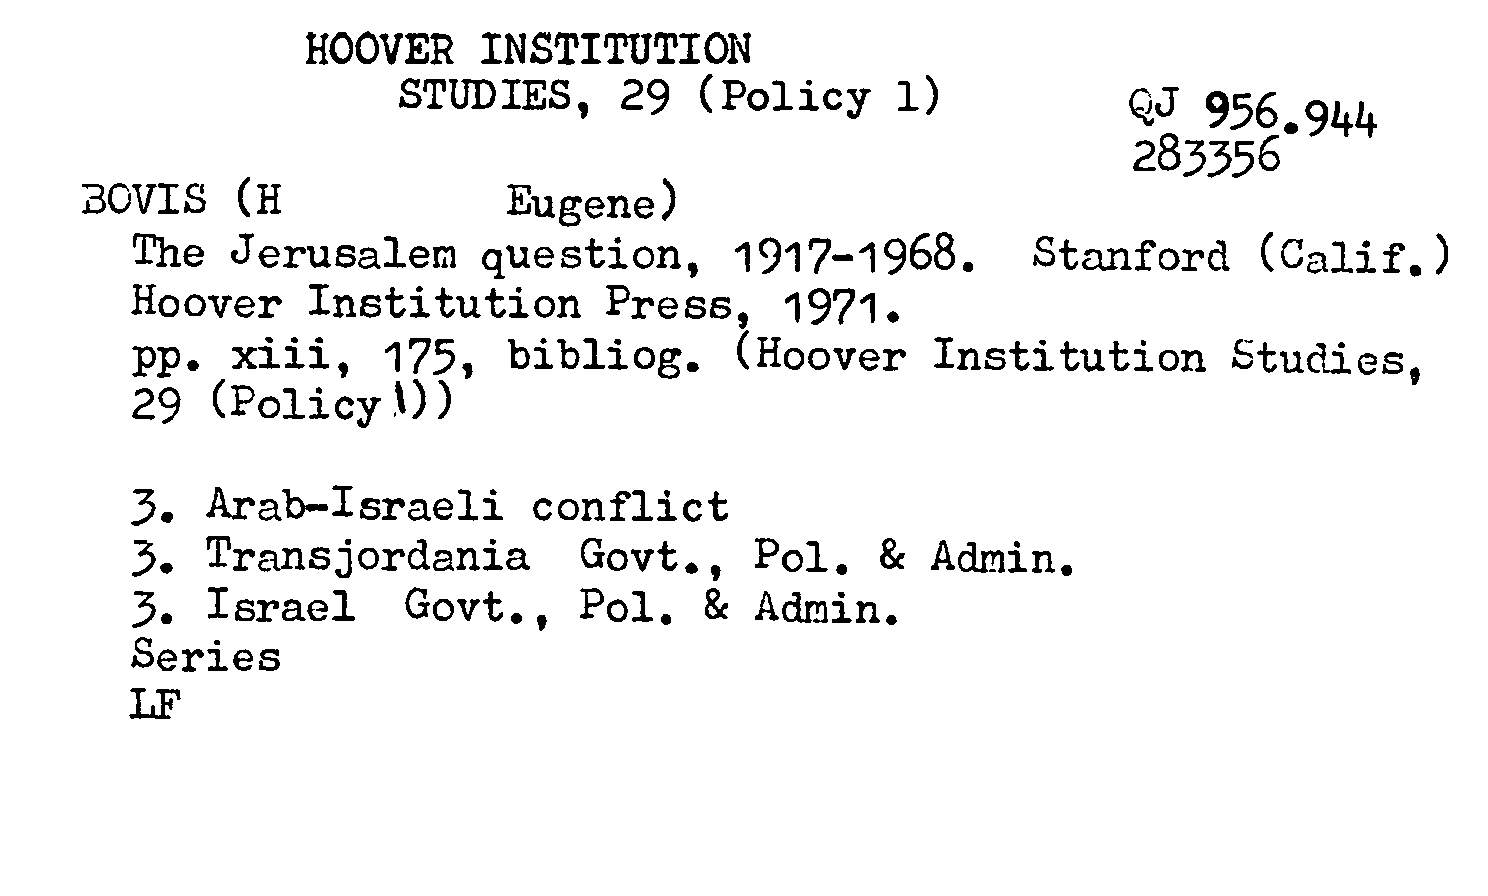 HOOVER INSTITUTION
STUDIES, 29 (Policy 1)
QJ 956.944
283356
BOVIS (H Eugene)
The Jerusalem question, 1917-1968. Stanford (Calif.)
Hoover Institution Press, 1971.
pp. xiii, 175, bibliog. (Hoover Institution Studies,
29 (Policy 1))
3. Arab-Israeli conflict
3. Transjordania Govt., Pol. & Admin.
3. Israel Govt., Pol. & Admin.
Series
LF